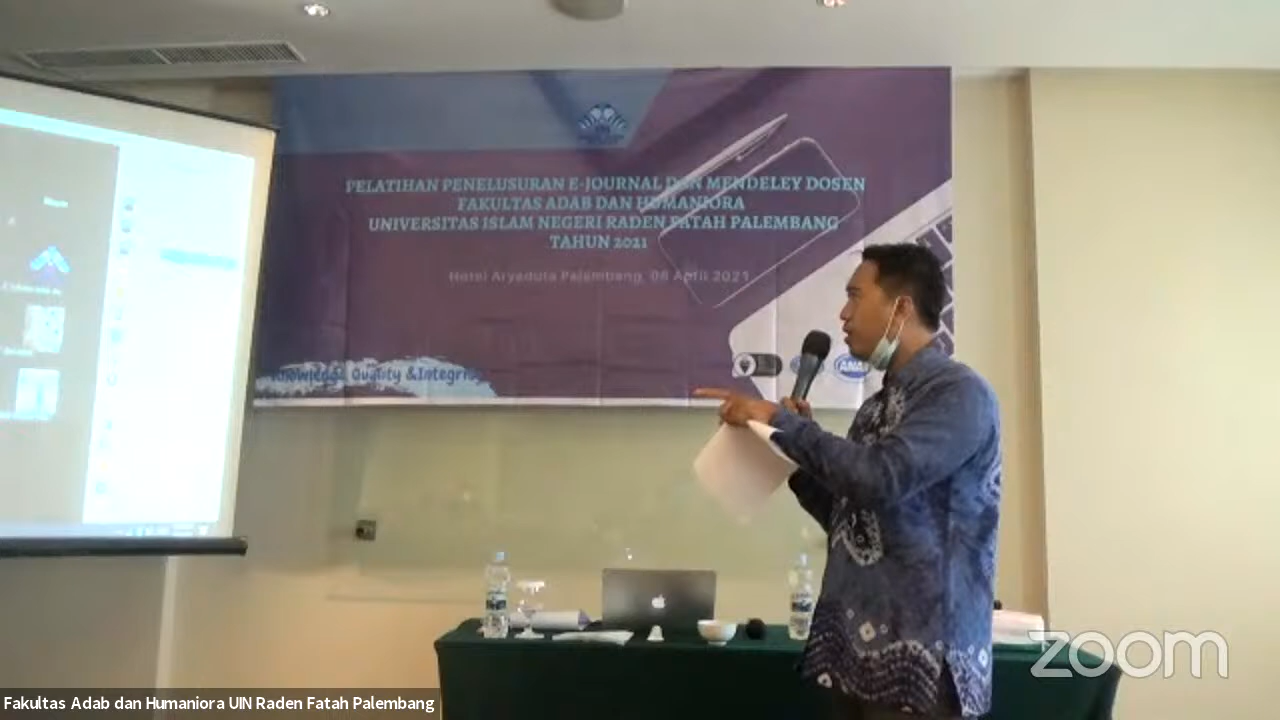 PELATIHAN PENELUSURAN E-JOURNAL DAN MENDELEY DOSEN
FAKULTAS ADAB DAN HUMANIORA
UNIVERSITAS ISLAM NEGERI RADEN FATAH PALEMBANG
TAHUN 2021
Hotel Aryaduta Palembang, 08 April 2021
Knowledge, Quality &Integrity
zoom
Fakultas Adab dan Humaniora UIN Raden Fatah Palembang